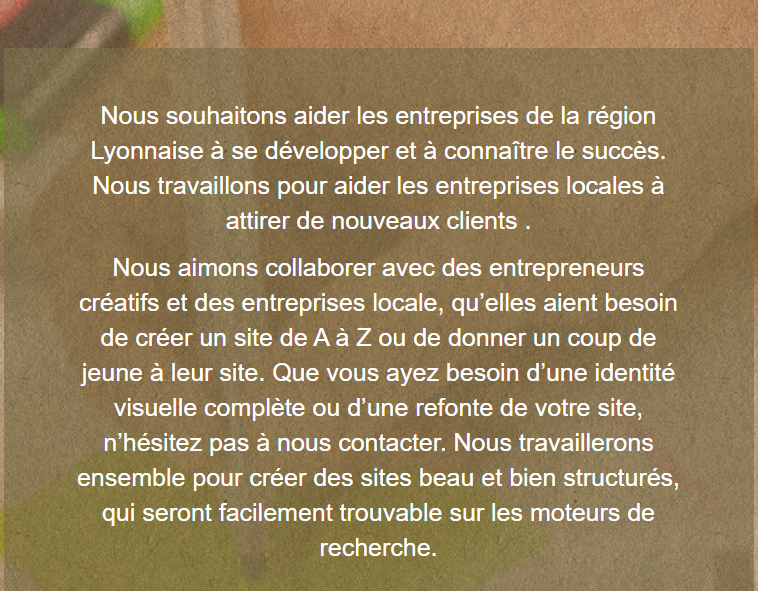 Nous souhaitons aider les entreprises de la région
Lyonnaise à se développer et à connaître le succès.
Nous travaillons pour aider les entreprises locales à
attirer de nouveaux clients .
Nous aimons collaborer avec des entrepreneurs
créatifs et des entreprises locale, qu’elles aient besoin
de créer un site de A à Z ou de donner un coup de
jeune à leur site. Que vous ayez besoin d’une identité
visuelle complète ou d’une refonte de votre site,
n’hésitez pas à nous contacter. Nous travaillerons
ensemble pour créer des sites beau et bien structurés,
qui seront facilement trouvable sur les moteurs de
recherche.